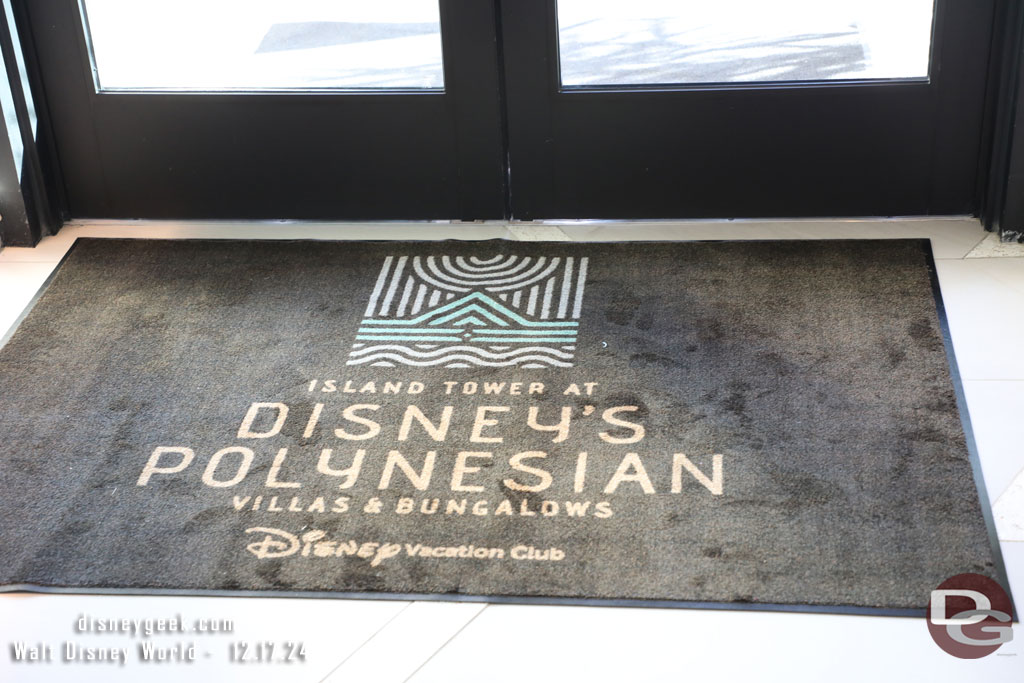 ISLAND TOWER AT
DISNEY'S
POLYNESIAN
VILLAS & BUNGALOWS
Disney Vacation Club
disneygeek.com
Walt Disney World - 12.17.24
DG